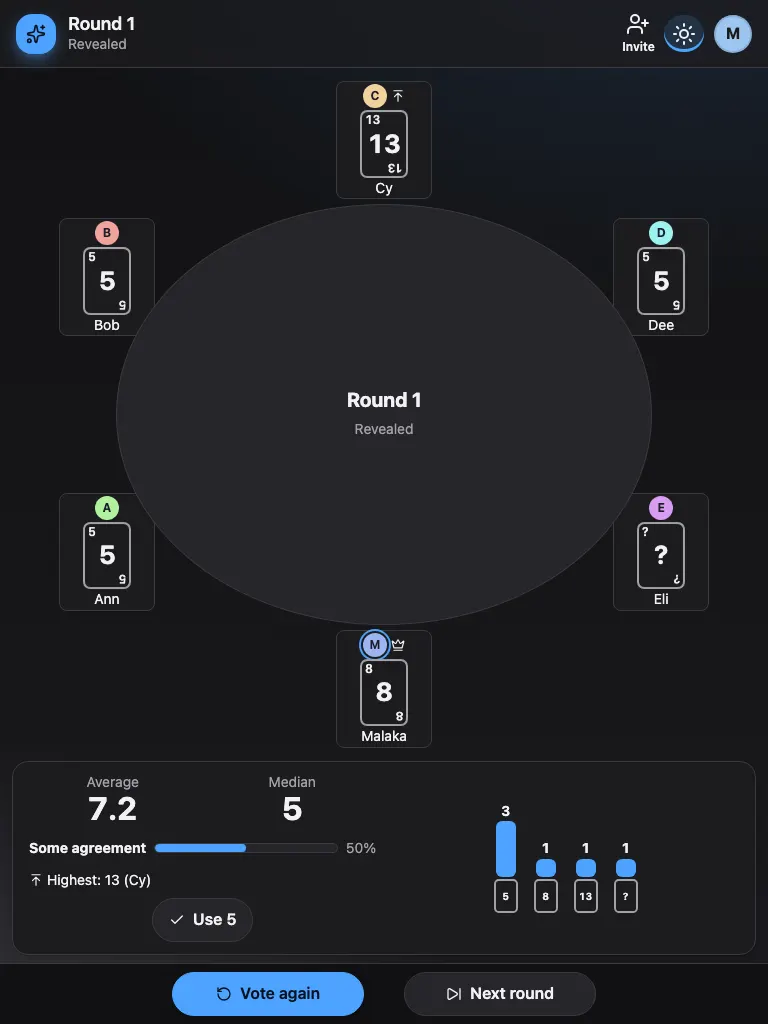 Round 1
Revealed
Invite
M
C
13
13
13
Cy
B
5
5
5
Bob
D
5
5
5
Dee
Round 1
Revealed
A
5
5
5
Ann
E
?
?
?
Eli
M
8
8
8
Malaka
Average
7.2
Median
5
Some agreement
50%
Highest: 13 (Cy)
Use 5
3
1
1
1
5
8
13
?
Vote again
Next round